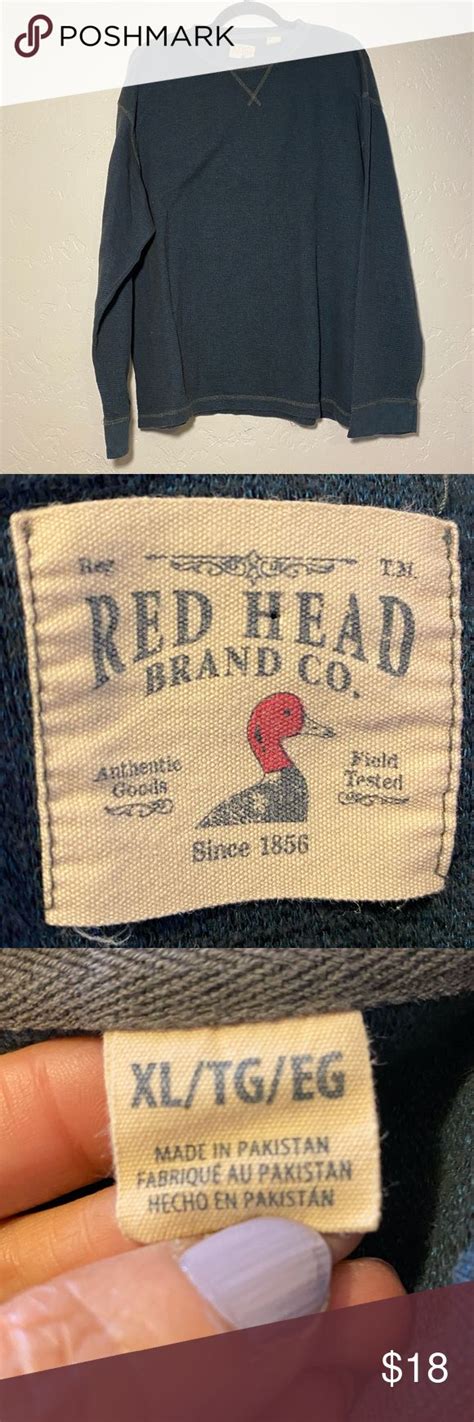 POSHMARK
Reg T.M.
RED HEAD
BRAND CO.
Authentic Field
Goods Tested
Since 1856
XL/TG/EG
MADE IN PAKISTAN
FABRIQUÉ AU PAKISTAN
HECHO EN PAKISTÁN
$18